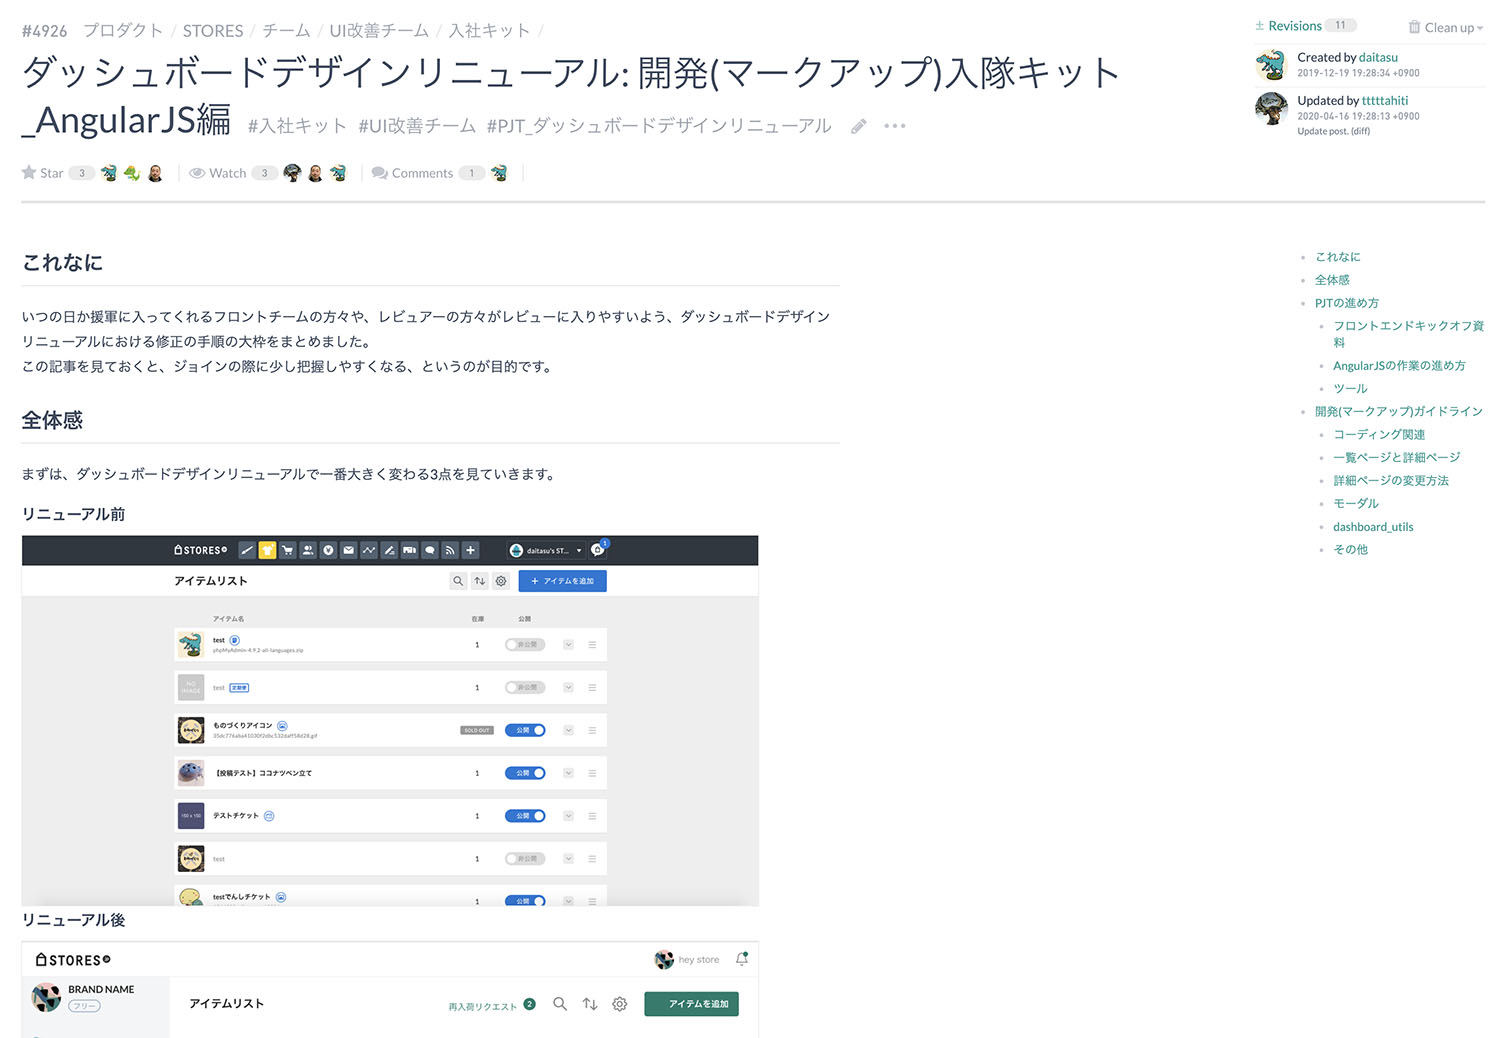 #4926 プロダクト / STORES / チーム / UI改善チーム / 入社キット /
ダッシュボードデザインリニューアル: 開発(マークアップ)入隊キット
_AngularJS編 #入社キット #UI改善チーム #PJT_ダッシュボードデザインリニューアル
Star 3 Watch 3 Comments 1
Revisions 11 Clean up
Created by daitasu
2019-12-19 19:28:34 +0900
Updated by tttttahiti
2020-04-16 19:28:13 +0900
Update post. (diff)
これなに
いつの日か援軍に入ってくれるフロントチームの方々や、レビュアーの方々がレビューに入りやすいよう、ダッシュボードデザイン
リニューアルにおける修正の手順の大枠をまとめました。
この記事を見ておくと、ジョインの際に少し把握しやすくなる、というのが目的です。
全体感
まずは、ダッシュボードデザインリニューアルで一番大きく変わる3点を見ていきます。
リニューアル前
STORES daitasu's ST... 1
アイテムリスト + アイテムを追加
アイテム名 在庫 公開
test
phpMyAdmin-4.9.2-all-languages.zip
1 非公開
NO IMAGE test 定期便 1 非公開
ものづくりアイコン
SOLD OUT 公開
【投稿テスト】ココナツペン立て 1 公開
150 x 150 テストチケット 1 公開
test 1 非公開
testでんしチケット 1 公開
リニューアル後
STORES hey store
BRAND NAME
フリー
アイテムリスト 再入荷リクエスト 2 アイテムを追加
これなに
全体感
PJTの進め方
フロントエンドキックオフ資
料
AngularJSの作業の進め方
ツール
開発(マークアップ)ガイドライン
コーディング関連
一覧ページと詳細ページ
詳細ページの変更方法
モーダル
dashboard_utils
その他